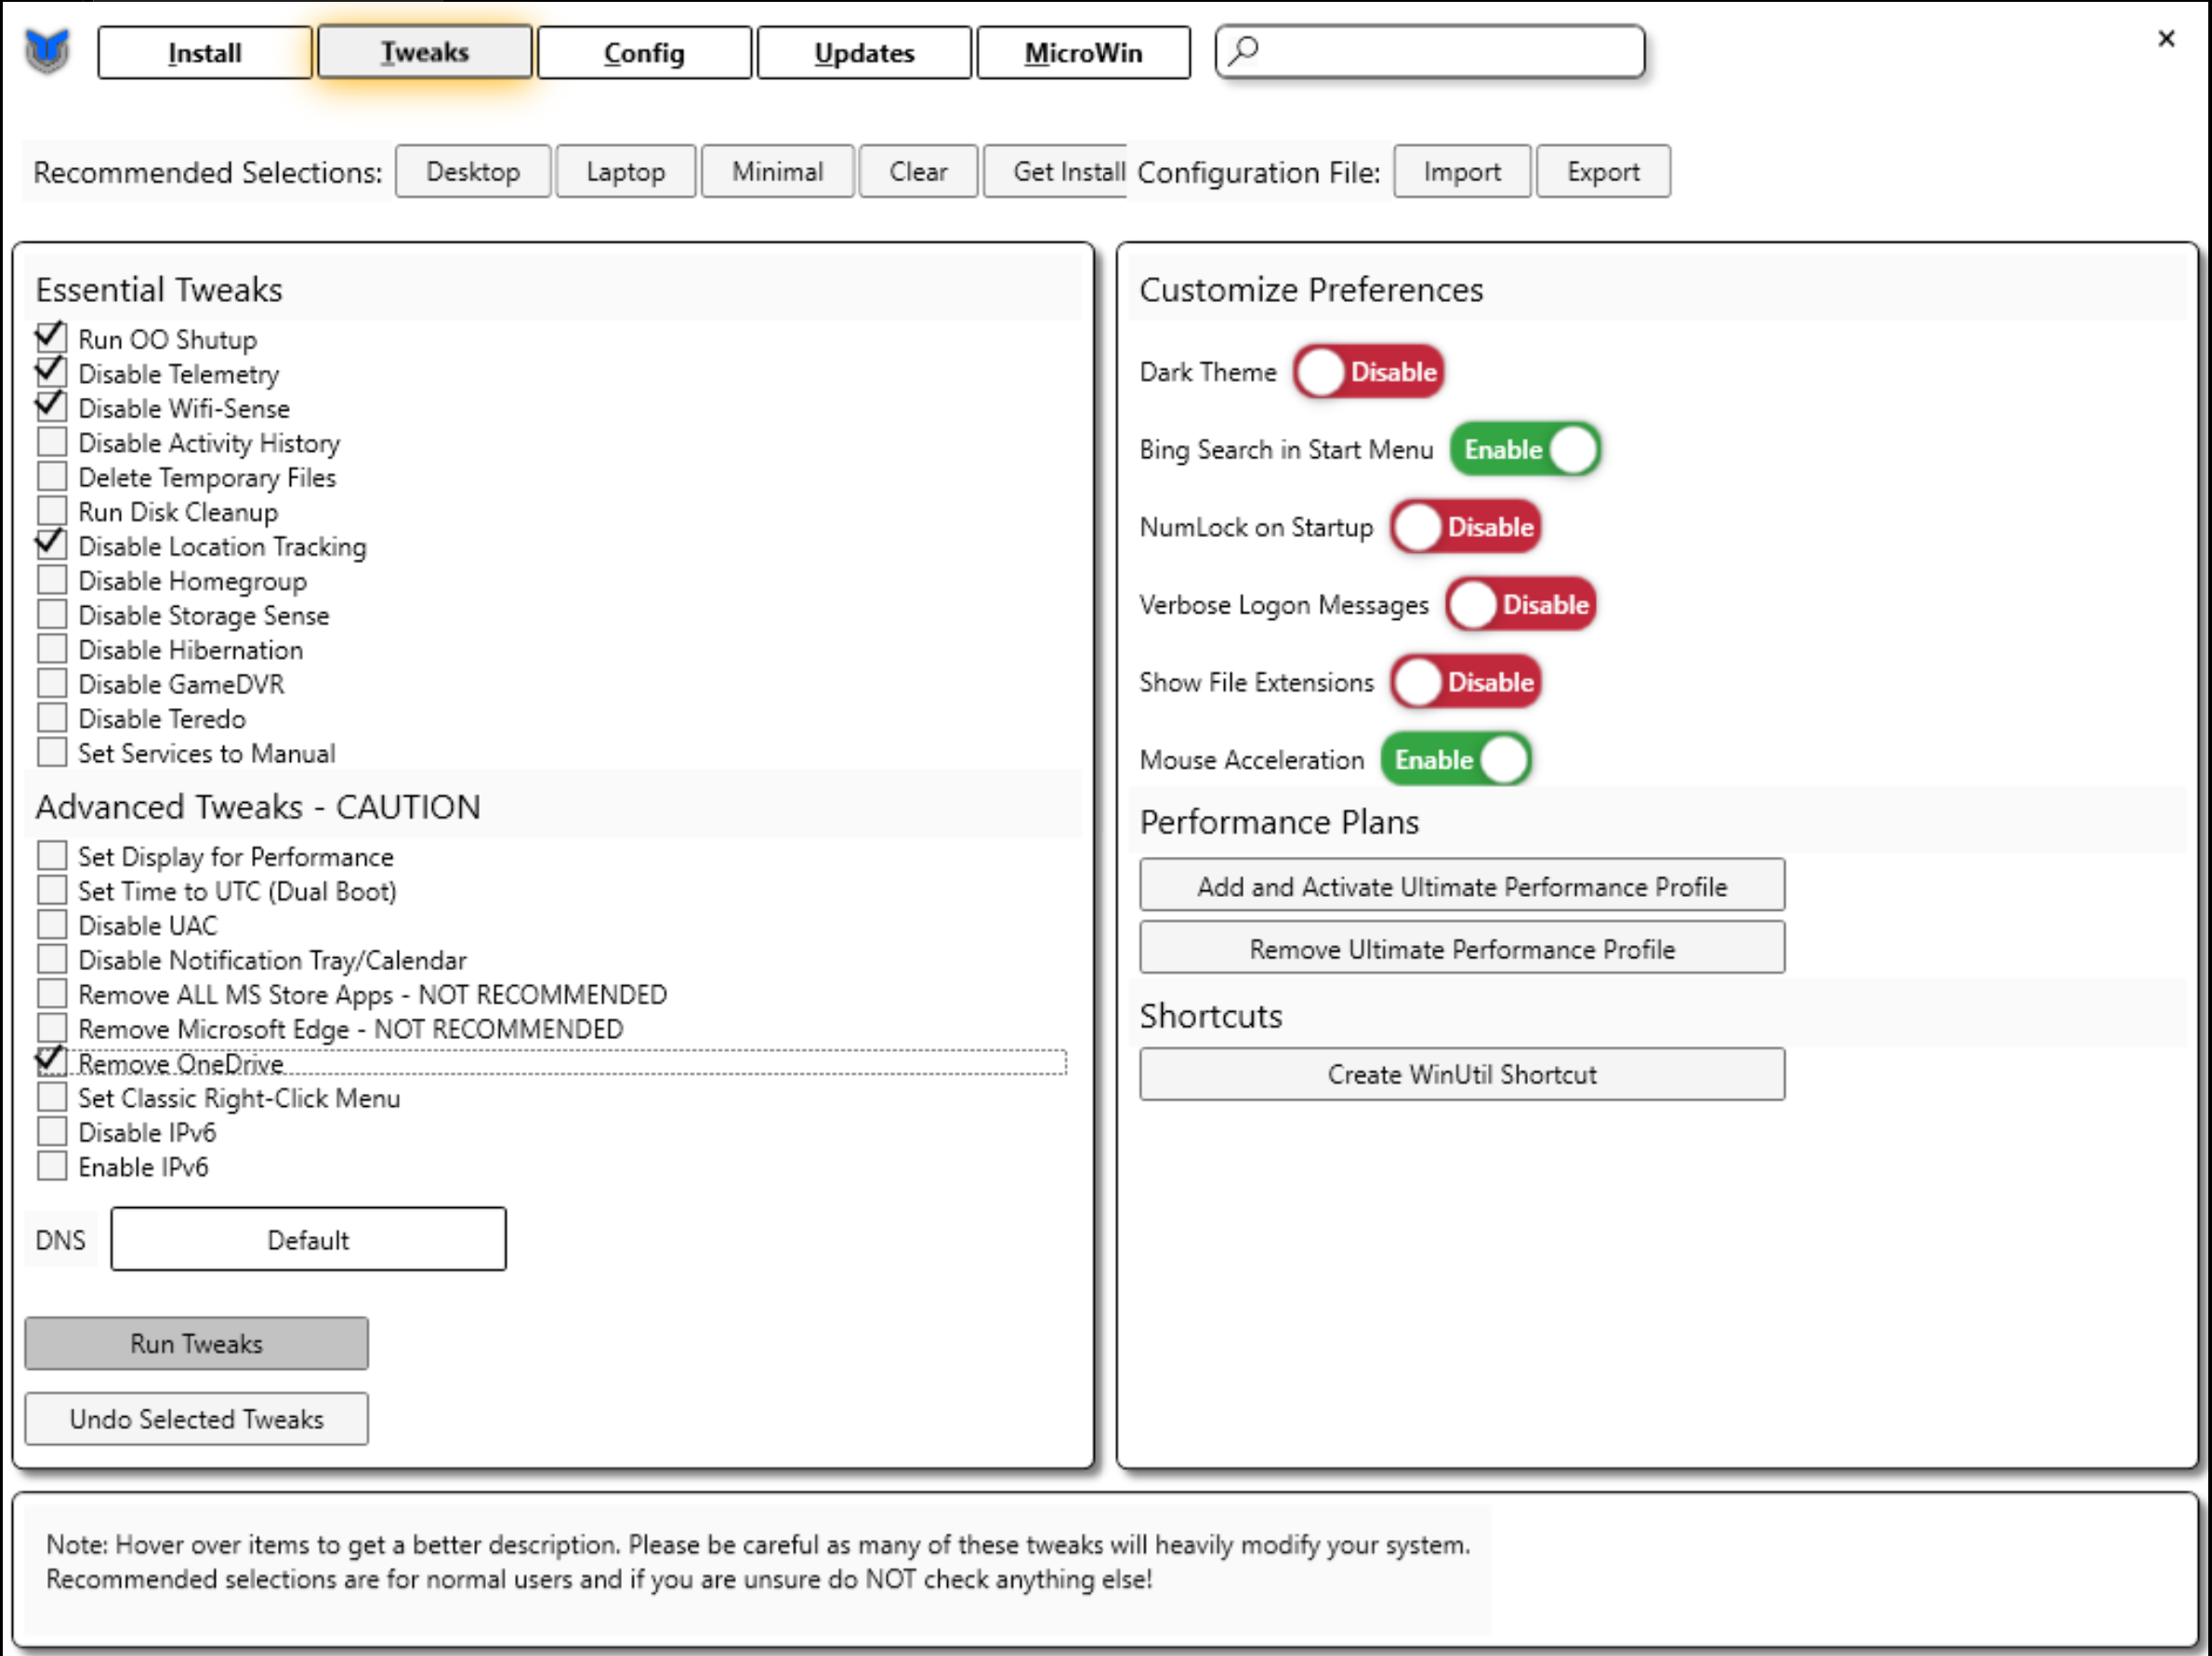 Install Tweaks Config Updates MicroWin
Recommended Selections: Desktop Laptop Minimal Clear Get Install Configuration File: Import Export
Essential Tweaks
Run OO Shutup
Disable Telemetry
Disable Wifi-Sense
Disable Activity History
Delete Temporary Files
Run Disk Cleanup
Disable Location Tracking
Disable Homegroup
Disable Storage Sense
Disable Hibernation
Disable GameDVR
Disable Teredo
Set Services to Manual
Advanced Tweaks - CAUTION
Set Display for Performance
Set Time to UTC (Dual Boot)
Disable UAC
Disable Notification Tray/Calendar
Remove ALL MS Store Apps - NOT RECOMMENDED
Remove Microsoft Edge - NOT RECOMMENDED
Remove OneDrive
Set Classic Right-Click Menu
Disable IPv6
Enable IPv6
DNS Default
Run Tweaks
Undo Selected Tweaks
Customize Preferences
Dark Theme Disable
Bing Search in Start Menu Enable
NumLock on Startup Disable
Verbose Logon Messages Disable
Show File Extensions Disable
Mouse Acceleration Enable
Performance Plans
Add and Activate Ultimate Performance Profile
Remove Ultimate Performance Profile
Shortcuts
Create WinUtil Shortcut
Note: Hover over items to get a better description. Please be careful as many of these tweaks will heavily modify your system.
Recommended selections are for normal users and if you are unsure do NOT check anything else!